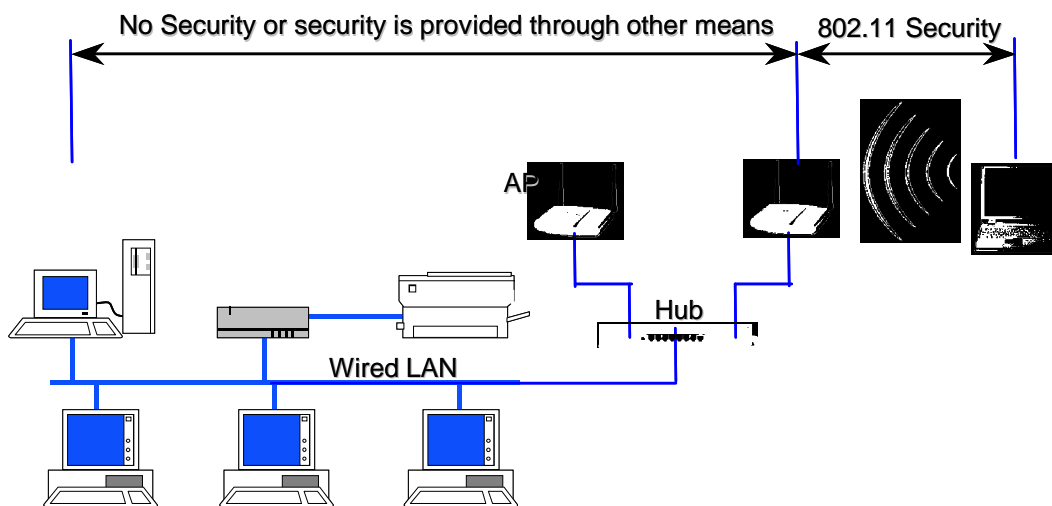 No Security or security is provided through other means
802.11 Security
AP
Hub
Wired LAN